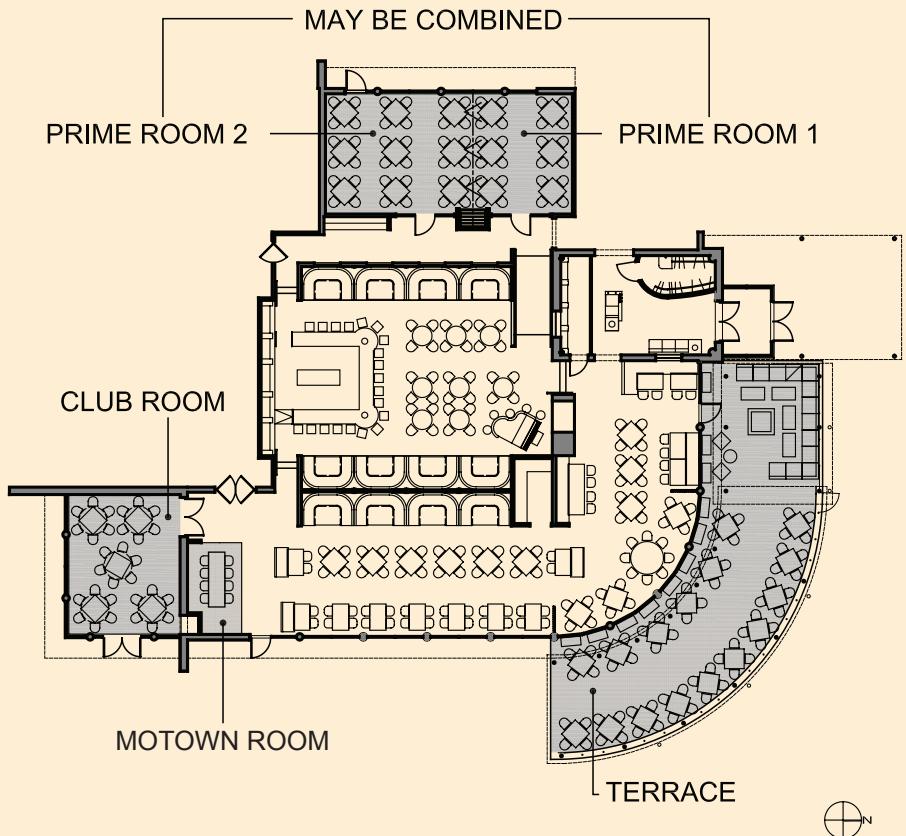 MAY BE COMBINED
PRIME ROOM 2
PRIME ROOM 1
CLUB ROOM
MOTOWN ROOM
TERRACE
N